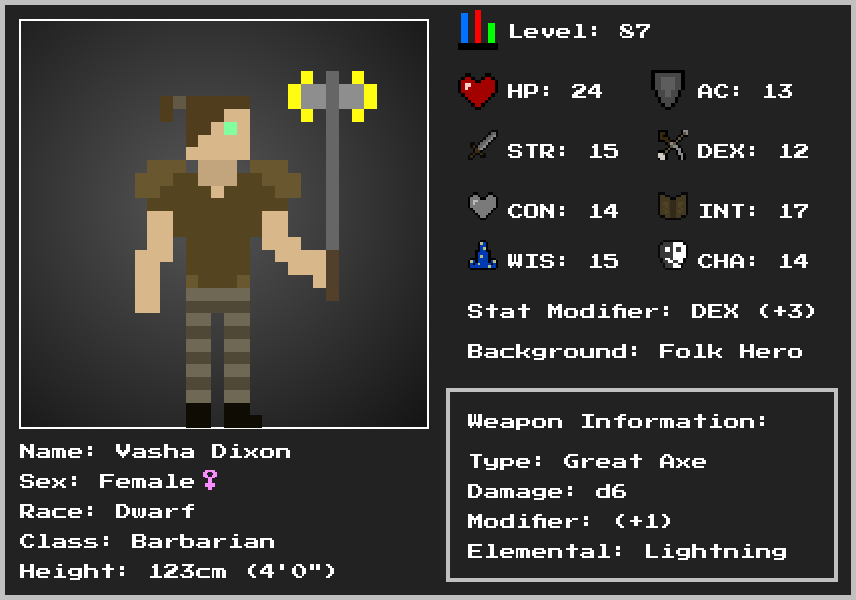 Level: 87
HP: 24
AC: 13
STR: 15
DEX: 12
CON: 14
INT: 17
WIS: 15
CHA: 14
Stat Modifier: DEX (+3)
Background: Folk Hero
Weapon Information:
Type: Great Axe
Damage: d6
Modifier: (+1)
Elemental: Lightning
Name: Vasha Dixon
Sex: Female♀
Race: Dwarf
Class: Barbarian
Height: 123cm (4'0")